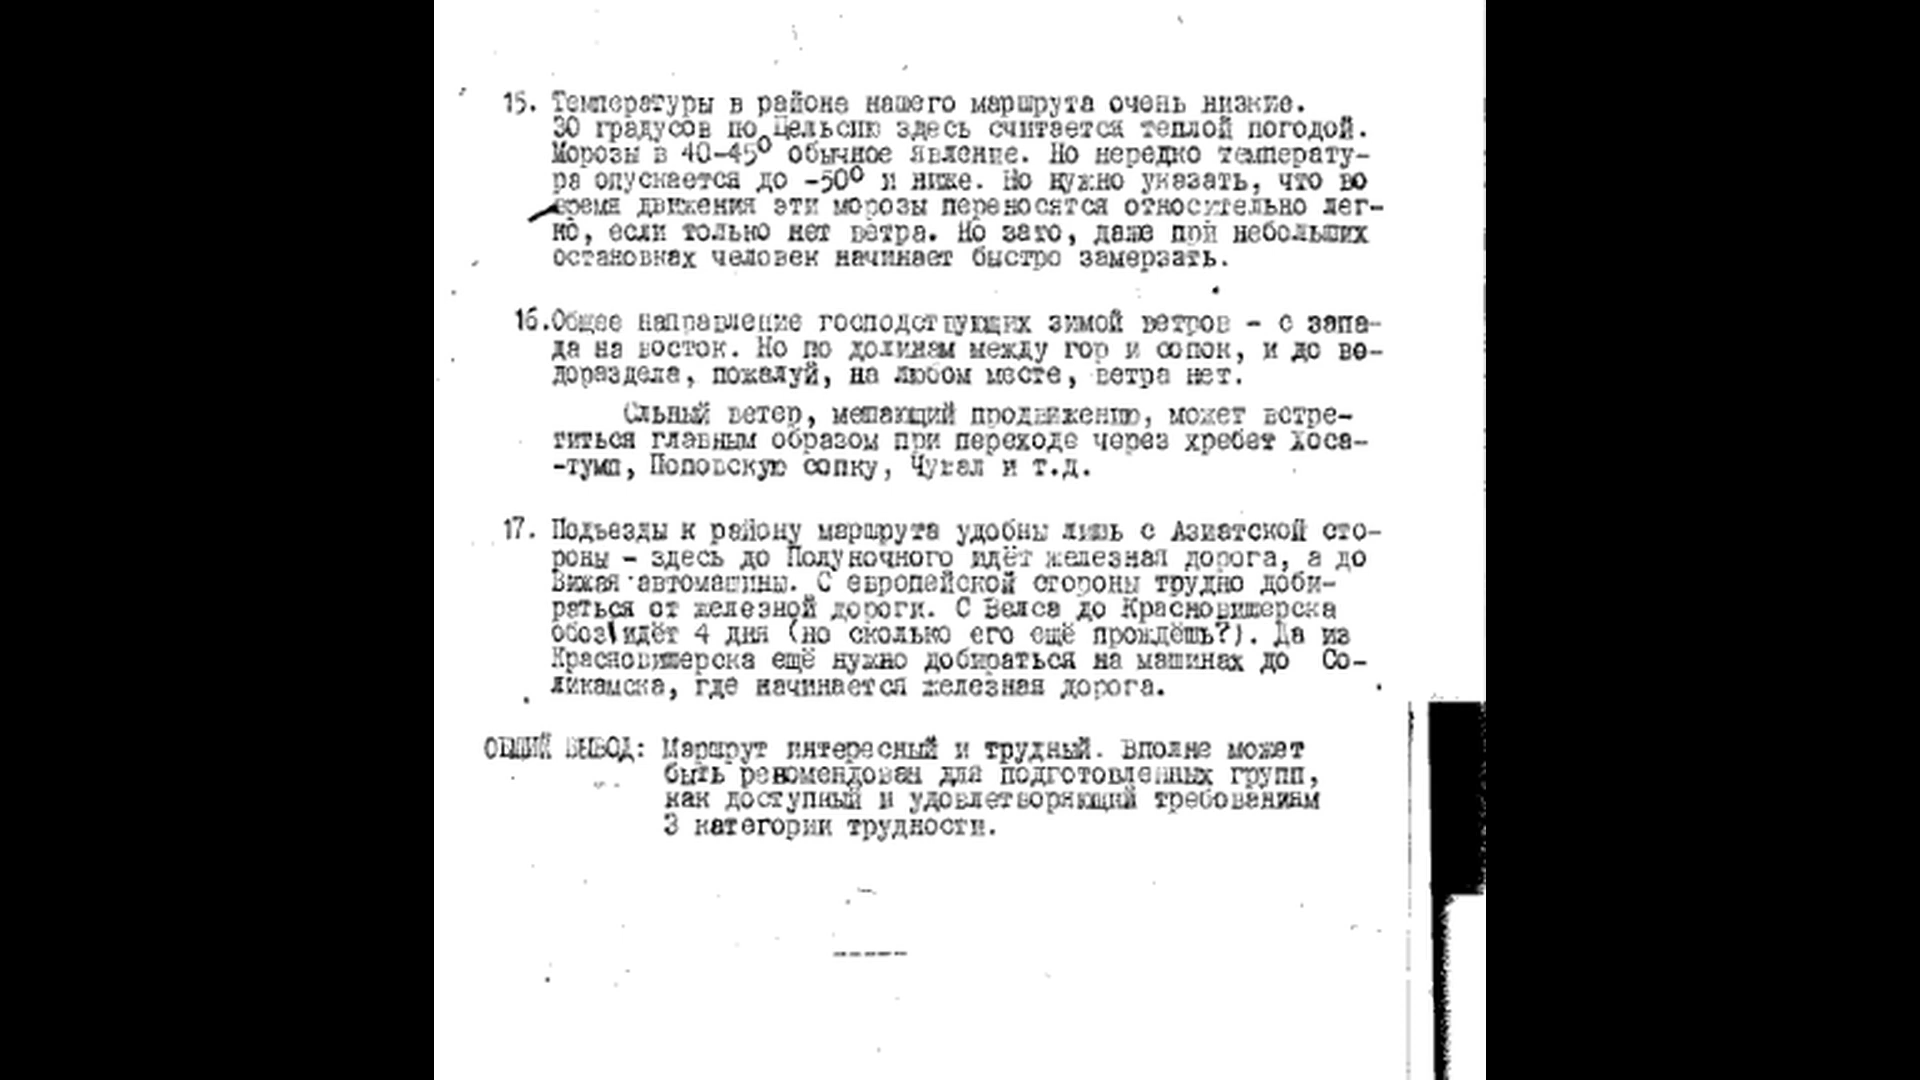 15. Температуры в районе нашего маршрута очень низкие.
30 градусов по Цельсию здесь считается теплой погодой.
Морозы в 40-45° обычное явление. Но нередко температу-
ра опускается до -50° и ниже. Но нужно указать, что во
время движения эти морозы переносятся относительно лег-
ко, если только нет ветра. Но зато, даже при небольших
остановках человек начинает быстро замерзать.
16. Общее направление господствующих зимой ветров - с запа-
да на восток. Но по долинам между гор и сопок, и до во-
дораздела, пожалуй, на любом месте, ветра нет.
Сльный ветер, мешающий продвижению, может встре-
титься главным образом при переходе через хребет Хоса-
-тумп, Поповскую сопку, Чувал и т.д.
17. Подъезды к району маршрута удобны лишь с Азиатской сто-
роны - здесь до Полуночного идёт железная дорога, а до
Вижая автомашины. С европейской стороны трудно доби-
раться от железной дороги. С Велса до Красновишерска
обоз идёт 4 дня (но сколько его ещё прождёшь?). Да из
Красновишерска ещё нужно добираться на машинах до Со-
ликамска, где начинается железная дорога.
ОБЩИЙ ВЫВОД: Маршрут интересный и трудный. Вполне может
быть рекомендован для подготовленных групп,
как доступный и удовлетворяющий требованиям
3 категории трудности.
-----